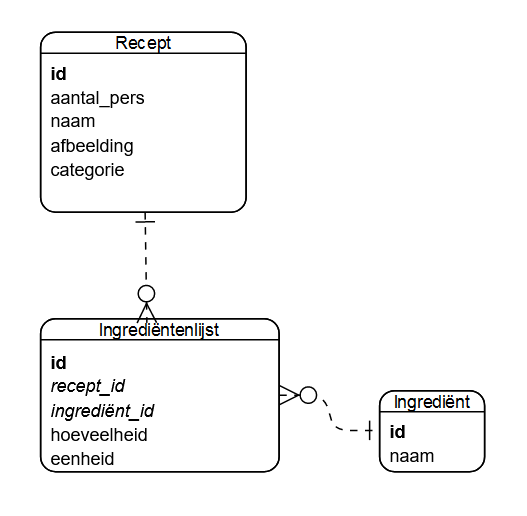 Recept
id
aantal_pers
naam
afbeelding
categorie
Ingrediëntenlijst
id
recept_id
ingrediënt_id
hoeveelheid
eenheid
Ingrediënt
id
naam